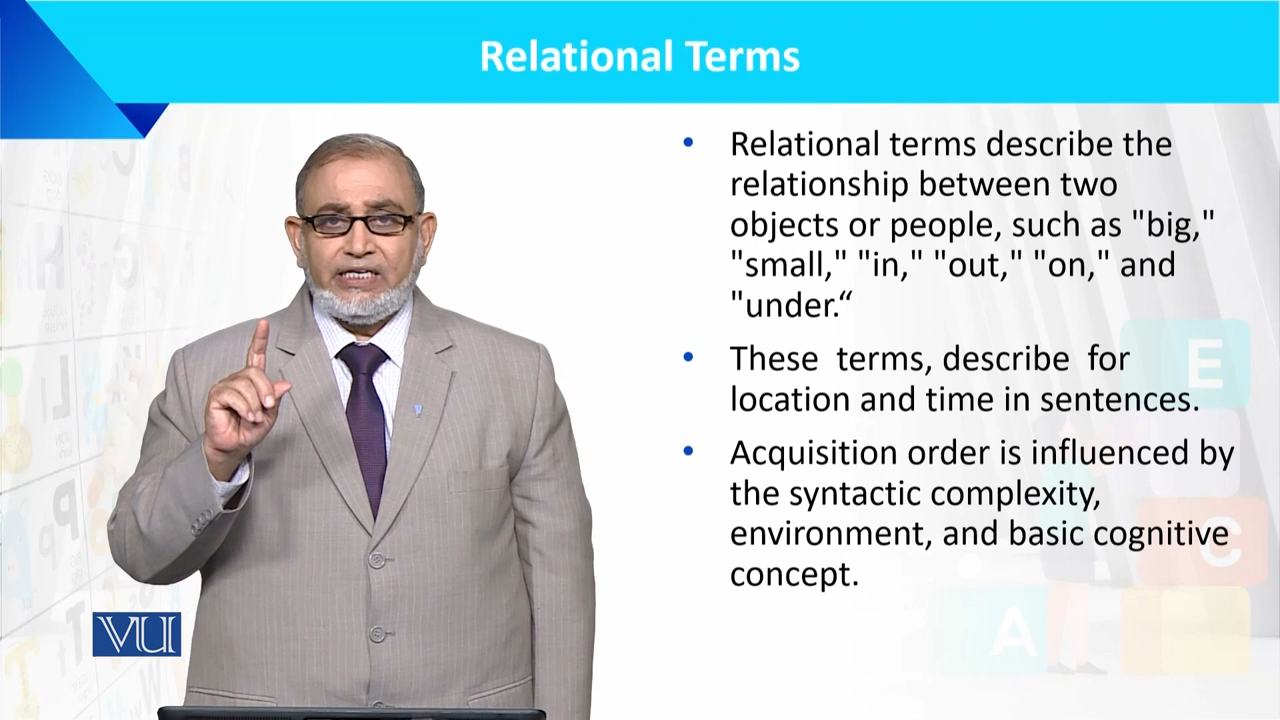 Relational Terms
• Relational terms describe the
relationship between two
objects or people, such as "big,"
"small," "in," "out," "on," and
"under.“
• These  terms, describe  for
location and time in sentences.
• Acquisition order is influenced by
the syntactic complexity,
environment, and basic cognitive
concept.
VU
E
C
A